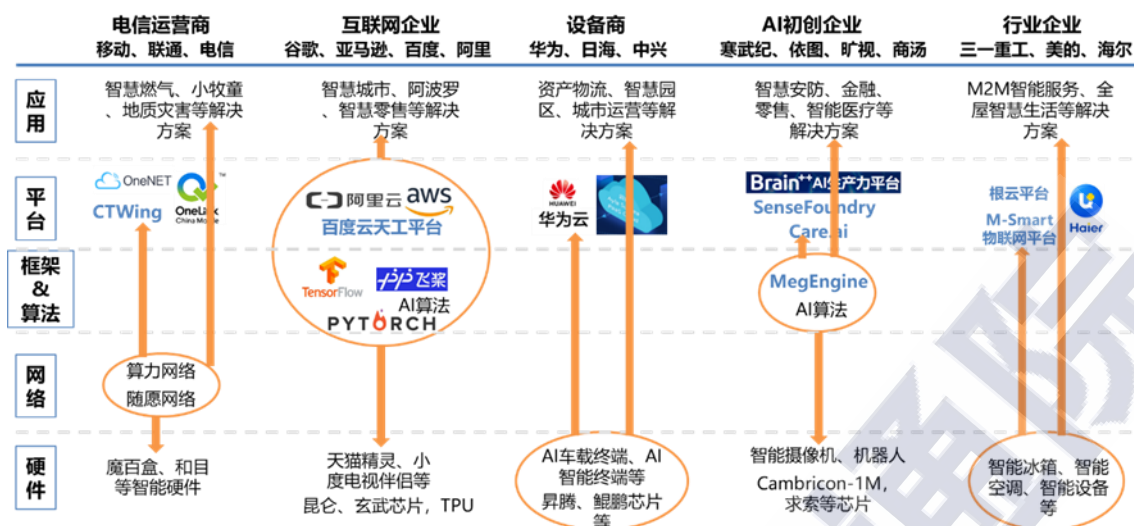 电信运营商
移动、联通、电信
互联网企业
谷歌、亚马逊、百度、阿里
设备商
华为、日海、中兴
AI初创企业
寒武纪、依图、旷视、商汤
行业企业
三一重工、美的、海尔
应用
智慧燃气、小牧童
、地质灾害等解决
方案
智慧城市、阿波罗
、智慧零售等解决
方案
资产物流、智慧园
区、城市运营等解
决方案
智慧安防、金融、
零售、智能医疗等
解决方案
M2M智能服务、全
屋智慧生活等解决
方案
平台
OneNET
CTWing
OneLink
China Mobile
TM
阿里云
aws
百度云天工平台
HUAWEI
华为云
Brain++AI生产力平台
SenseFoundry
Care.ai
根云平台
M-Smart
物联网平台
Haier
框架
&
算法
TensorFlow
飞桨
AI算法
PYTORCH
MegEngine
AI算法
网络
算力网络
随愿网络
硬件
魔百盒、和目
等智能硬件
天猫精灵、小
度电视伴侣等
昆仑、玄武芯片，TPU
AI车载终端、AI
智能终端等
昇腾、鲲鹏芯片
等
智能摄像机、机器人
Cambricon-1M，
求索等芯片
智能冰箱、智能
空调、智能设备
等